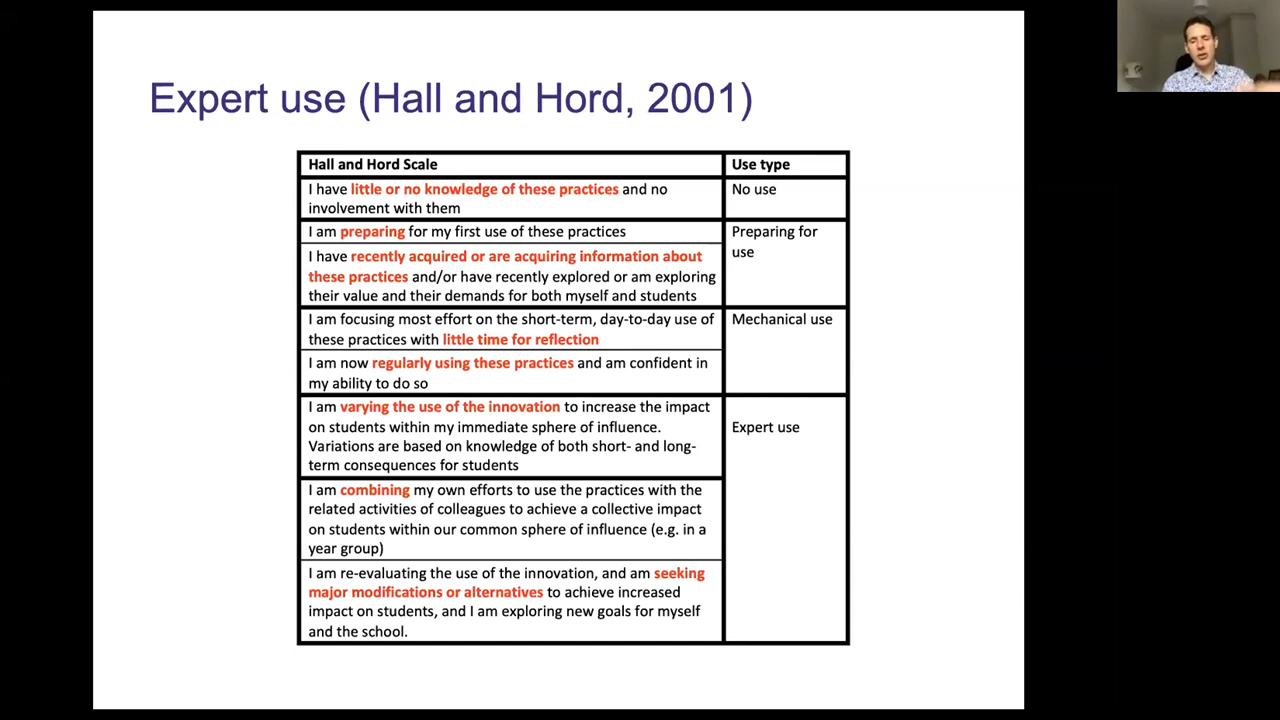 Expert use (Hall and Hord, 2001)
Hall and Hord Scale
Use type
I have little or no knowledge of these practices and no
involvement with them
No use
I am preparing for my first use of these practices
I have recently acquired or are acquiring information about
these practices and/or have recently explored or am exploring
their value and their demands for both myself and students
Preparing for
use
I am focusing most effort on the short-term, day-to-day use of
these practices with little time for reflection
I am now regularly using these practices and am confident in
my ability to do so
Mechanical use
I am varying the use of the innovation to increase the impact
on students within my immediate sphere of influence.
Variations are based on knowledge of both short- and long-
term consequences for students
I am combining my own efforts to use the practices with the
related activities of colleagues to achieve a collective impact
on students within our common sphere of influence (e.g. in a
year group)
I am re-evaluating the use of the innovation, and am seeking
major modifications or alternatives to achieve increased
impact on students, and I am exploring new goals for myself
and the school.
Expert use